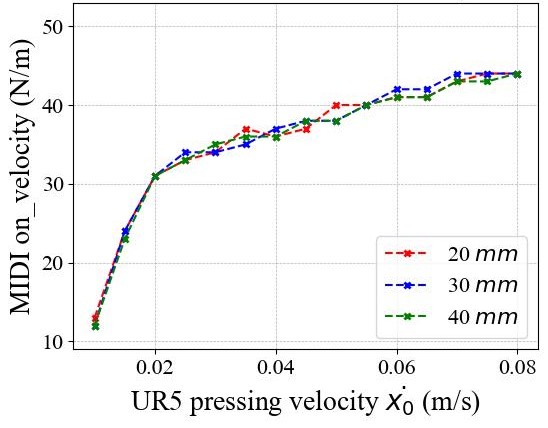 MIDI on_velocity (N/m)
50
40
30
20
10
20 mm
30 mm
40 mm
0.02 0.04 0.06 0.08
UR5 pressing velocity ẋ₀ (m/s)